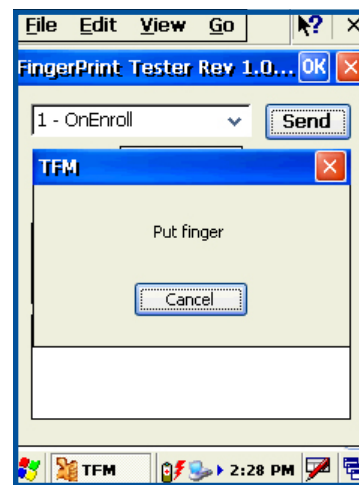 File Edit View Go ? ×
FingerPrint Tester Rev 1.0... OK ×
1 - OnEnroll Send
TFM ×
Put finger
Cancel
TFM 2:28 PM